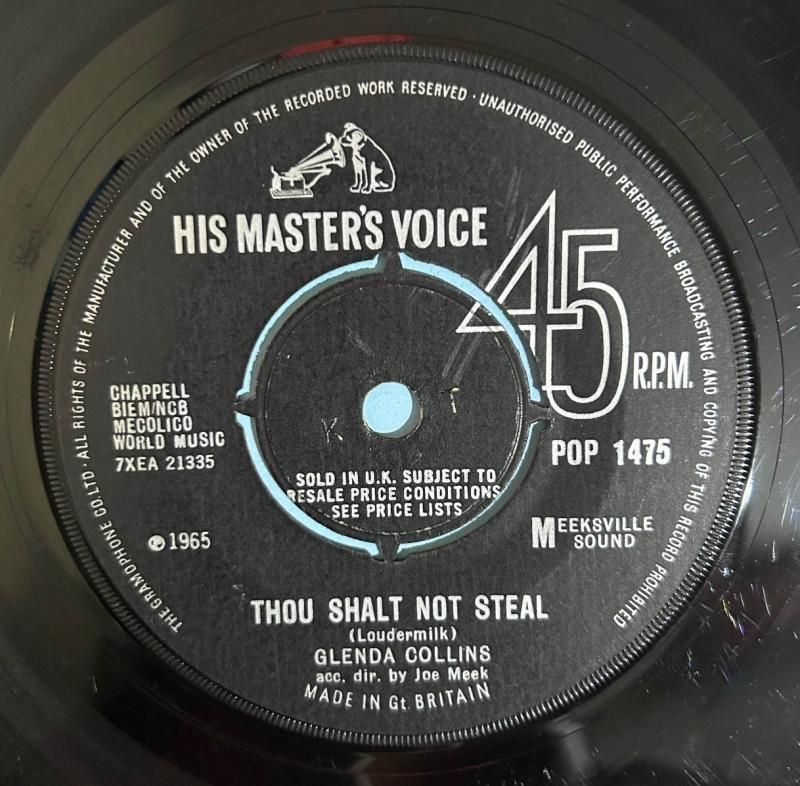 THE GRAMOPHONE CO. LTD · ALL RIGHTS OF THE MANUFACTURER AND OF THE OWNER OF THE RECORDED WORK RESERVED · UNAUTHORISED PUBLIC PERFORMANCE BROADCASTING AND COPYING OF THIS RECORD PROHIBITED
HIS MASTER'S VOICE
45 R.P.M.
CHAPPELL
BIEM/NCB
MECOLICO
WORLD MUSIC
7XEA 21335
K T
POP 1475
SOLD IN U.K. SUBJECT TO
RESALE PRICE CONDITIONS
SEE PRICE LISTS
℗ 1965
MEEKSVILLE
SOUND
THOU SHALT NOT STEAL
(Loudermilk)
GLENDA COLLINS
acc. dir. by Joe Meek
MADE IN Gt. BRITAIN